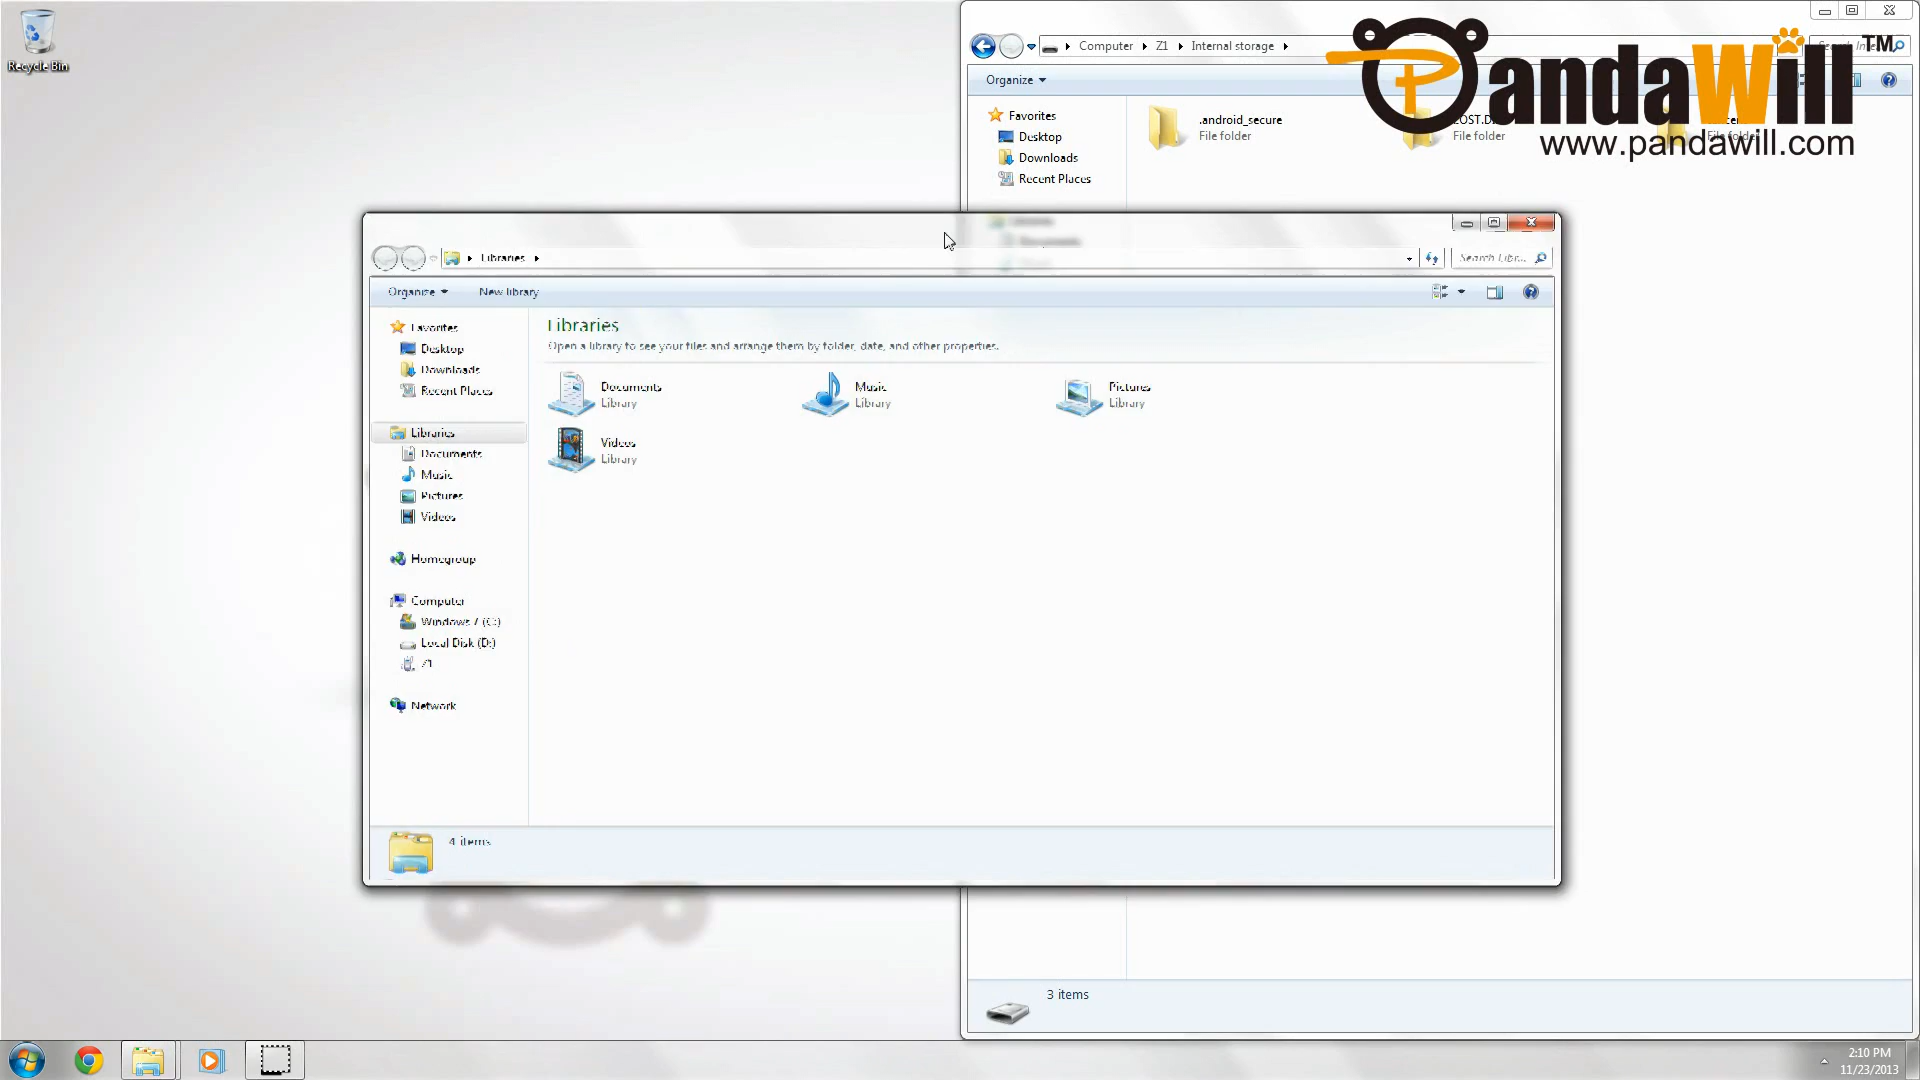 Recycle Bin
Computer
Z1
Internal storage
Organize
Favorites
Desktop
Downloads
Recent Places
.android_secure
File folder
File folder
File folder
PandaWill™
www.pandawill.com
Libraries
Search Libr...
Organize
New library
Favorites
Desktop
Downloads
Recent Places
Libraries
Documents
Music
Pictures
Videos
Homegroup
Computer
Windows 7 (C:)
Local Disk (D:)
Z1
Network
Libraries
Open a library to see your files and arrange them by folder, date, and other properties.
Documents
Library
Music
Library
Pictures
Library
Videos
Library
4 items
3 items
2:10 PM
11/23/2013